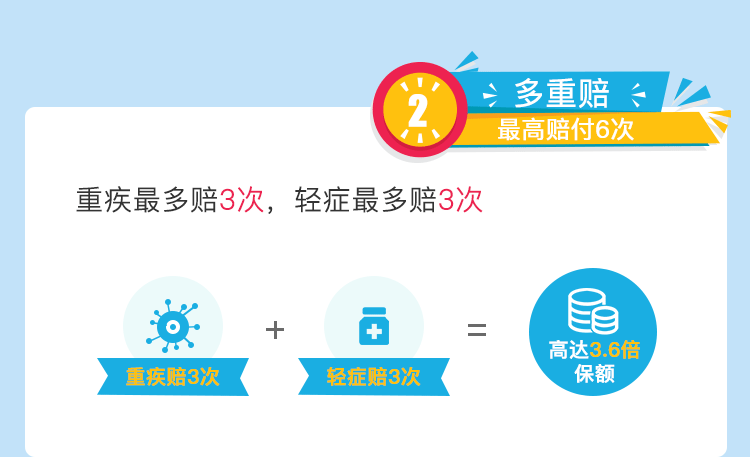 2
多重赔
最高赔付6次
重疾最多赔3次，轻症最多赔3次
+
=
重疾赔3次
轻症赔3次
高达3.6倍
保额